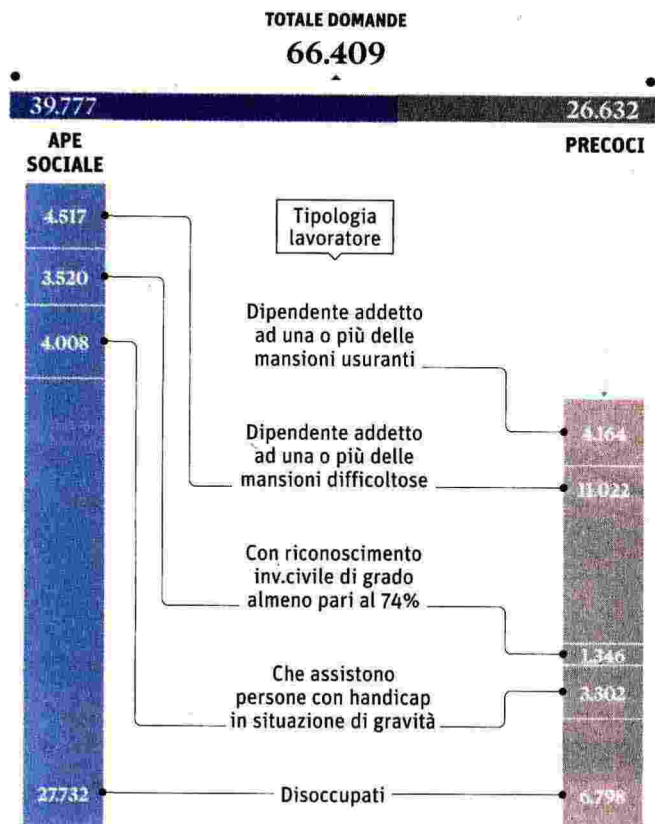 TOTALE DOMANDE
66.409
39.777
26.632
APE
SOCIALE
PRECOCI
4.517
3.520
4.008
Tipologia
lavoratore
Dipendente addetto
ad una o più delle
mansioni usuranti
4.164
Dipendente addetto
ad una o più delle
mansioni difficoltose
11.022
Con riconoscimento
inv.civile di grado
almeno pari al 74%
1.346
Che assistono
persone con handicap
in situazione di gravità
3.302
27.732
Disoccupati
6.798